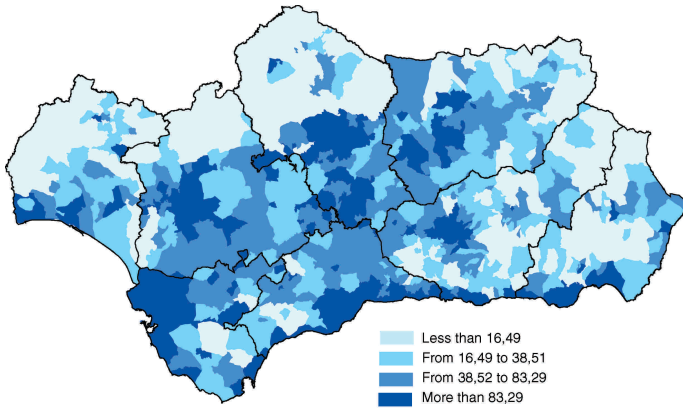 Less than 16,49
From 16,49 to 38,51
From 38,52 to 83,29
More than 83,29